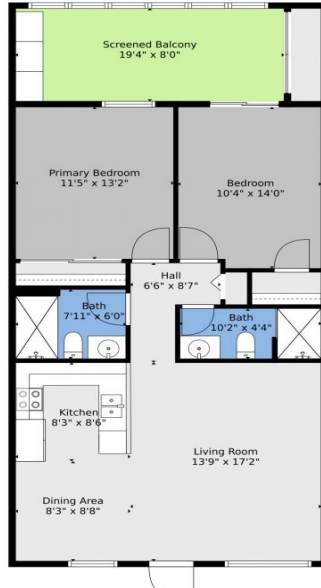 Screened Balcony
19'4" x 8'0"
Primary Bedroom
11'5" x 13'2"
Bedroom
10'4" x 14'0"
Hall
6'6" x 8'7"
Bath
7'11" x 6'0"
Bath
10'2" x 4'4"
Kitchen
8'3" x 8'6"
Living Room
13'9" x 17'2"
Dining Area
8'3" x 8'8"